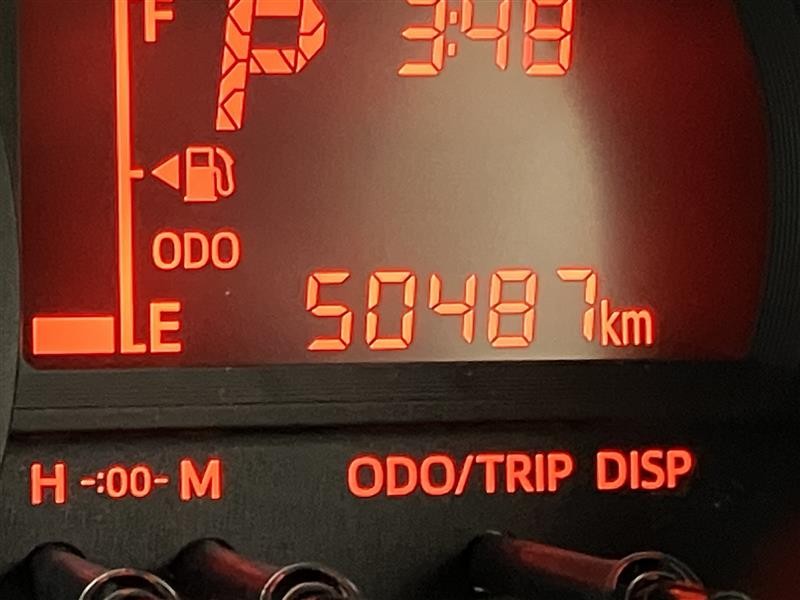 F P 3:48
ODO
E 50487km
H -:00- M ODO/TRIP DISP